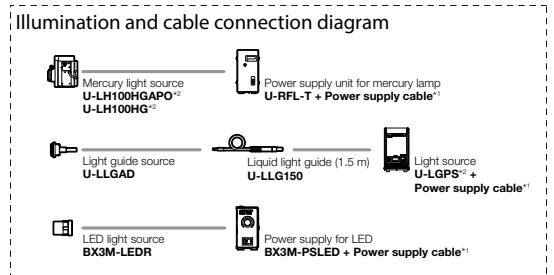 Illumination and cable connection diagram
Mercury light source
U-LH100HGAPO*2
U-LH100HG*2
Power supply unit for mercury lamp
U-RFL-T + Power supply cable*1
Light guide source
U-LLGAD
Liquid light guide (1.5 m)
U-LLG150
Light source
U-LGPS*2 +
Power supply cable*1
LED light source
BX3M-LEDR
Power supply for LED
BX3M-PSLED + Power supply cable*1